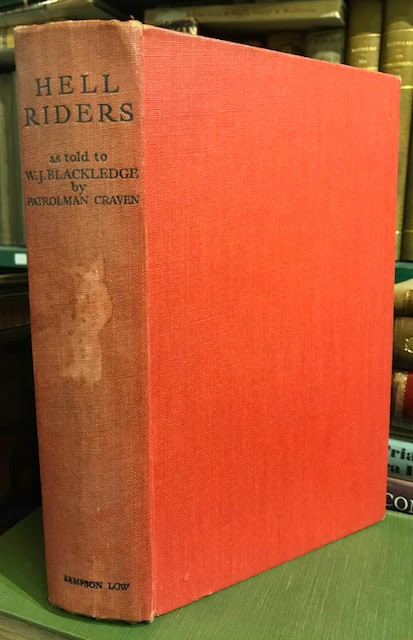 HELL
RIDERS
as told to
W.J. BLACKLEDGE
by
PATROLMAN CRAVEN
SAMPSON LOW